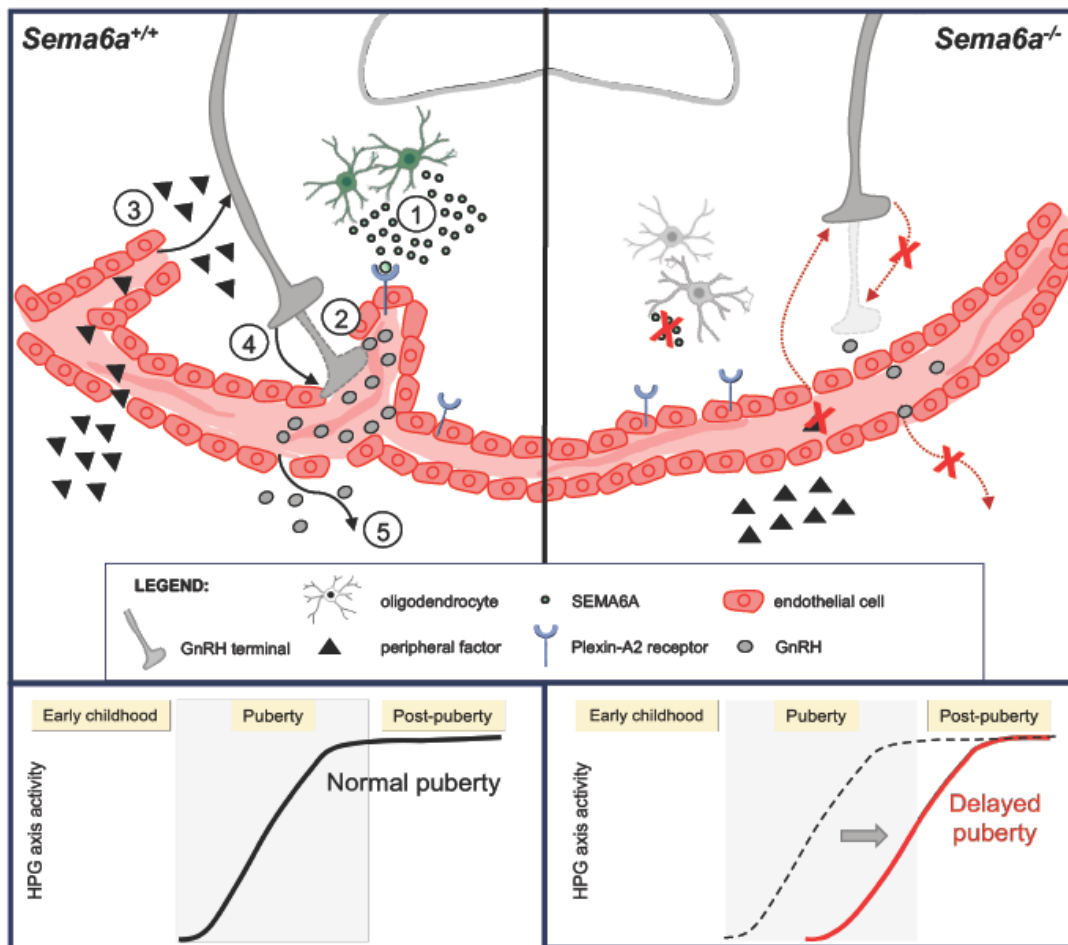 Sema6a+/+
Sema6a-/-
3
1
2
4
5
LEGEND:
oligodendrocyte
SEMA6A
endothelial cell
GnRH terminal
peripheral factor
Plexin-A2 receptor
GnRH
Early childhood
Puberty
Post-puberty
HPG axis activity
Normal puberty
Early childhood
Puberty
Post-puberty
HPG axis activity
Delayed
puberty